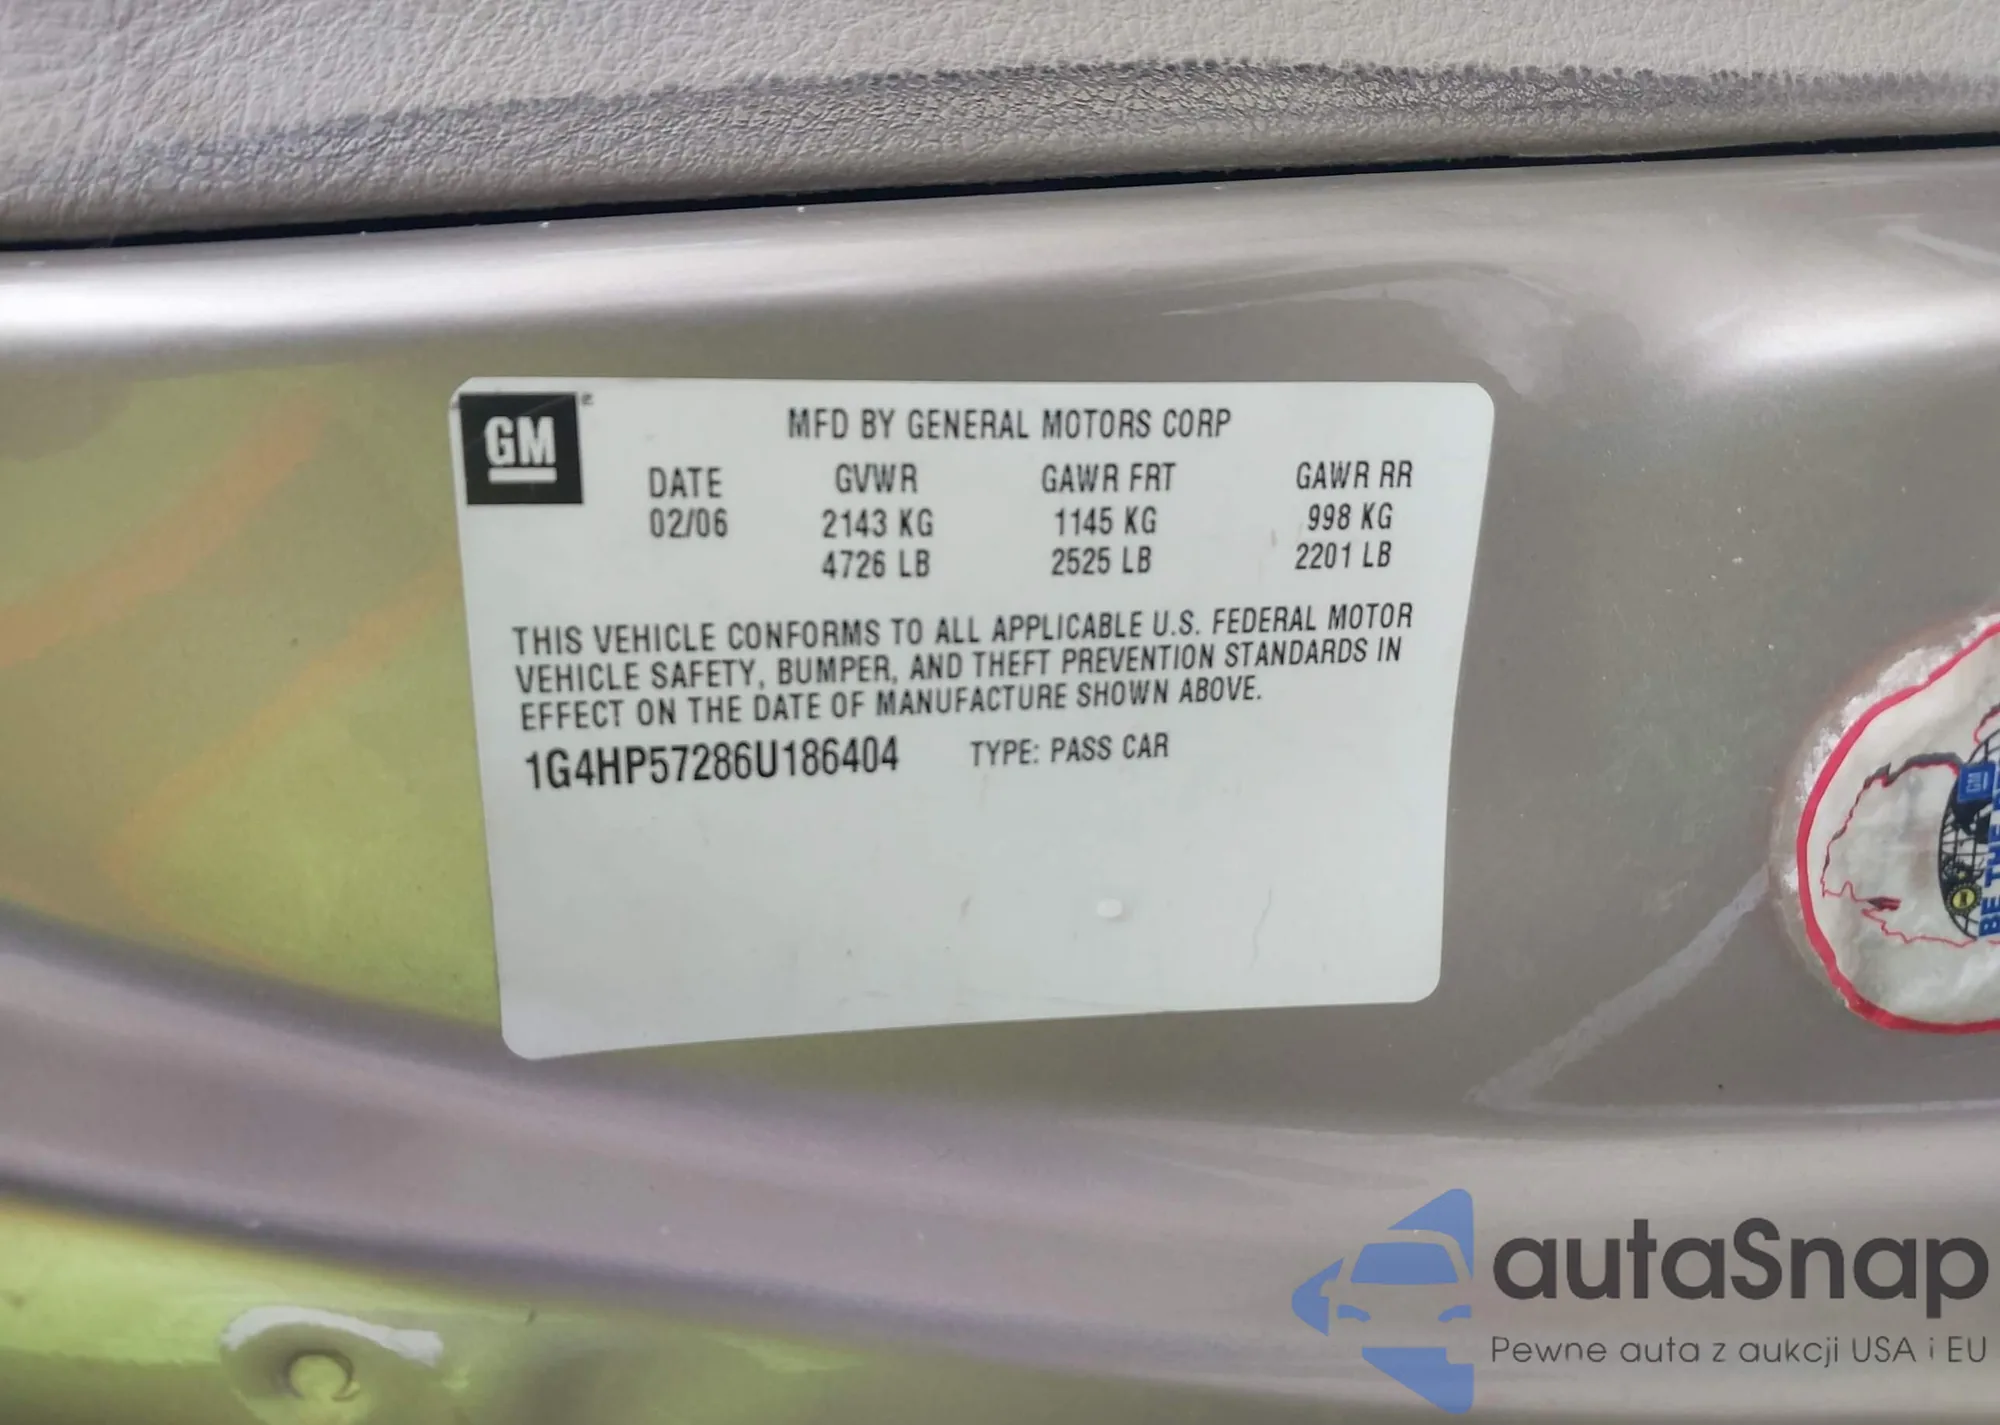 GM
MFD BY GENERAL MOTORS CORP
DATE GVWR GAWR FRT GAWR RR
02/06 2143 KG 1145 KG 998 KG
4726 LB 2525 LB 2201 LB
THIS VEHICLE CONFORMS TO ALL APPLICABLE U.S. FEDERAL MOTOR
VEHICLE SAFETY, BUMPER, AND THEFT PREVENTION STANDARDS IN
EFFECT ON THE DATE OF MANUFACTURE SHOWN ABOVE.
1G4HP57286U186404 TYPE: PASS CAR
GM
BE THE
autaSnap
Pewne auta z aukcji USA i EU